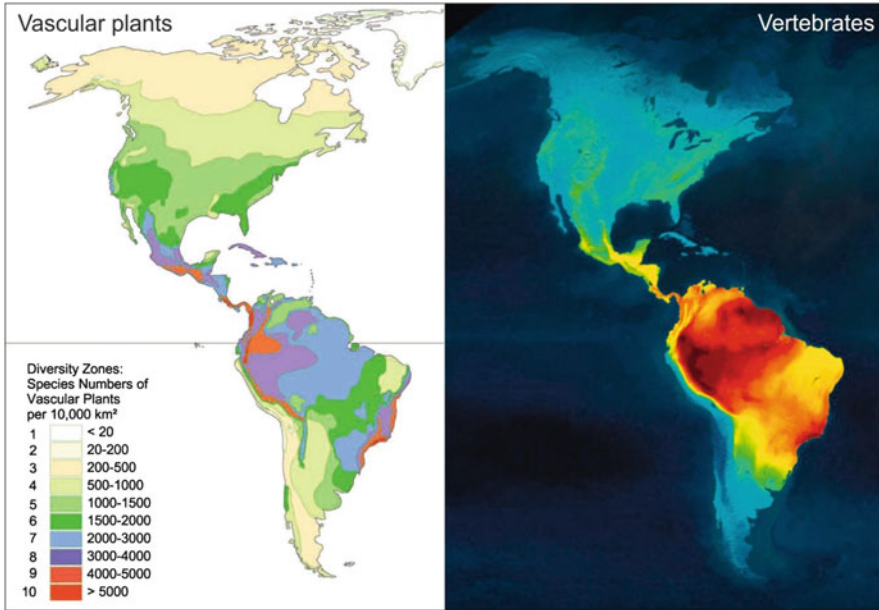 Vascular plants
Vertebrates
Diversity Zones:
Species Numbers of
Vascular Plants
per 10,000 km²
1 < 20
2 20-200
3 200-500
4 500-1000
5 1000-1500
6 1500-2000
7 2000-3000
8 3000-4000
9 4000-5000
10 > 5000